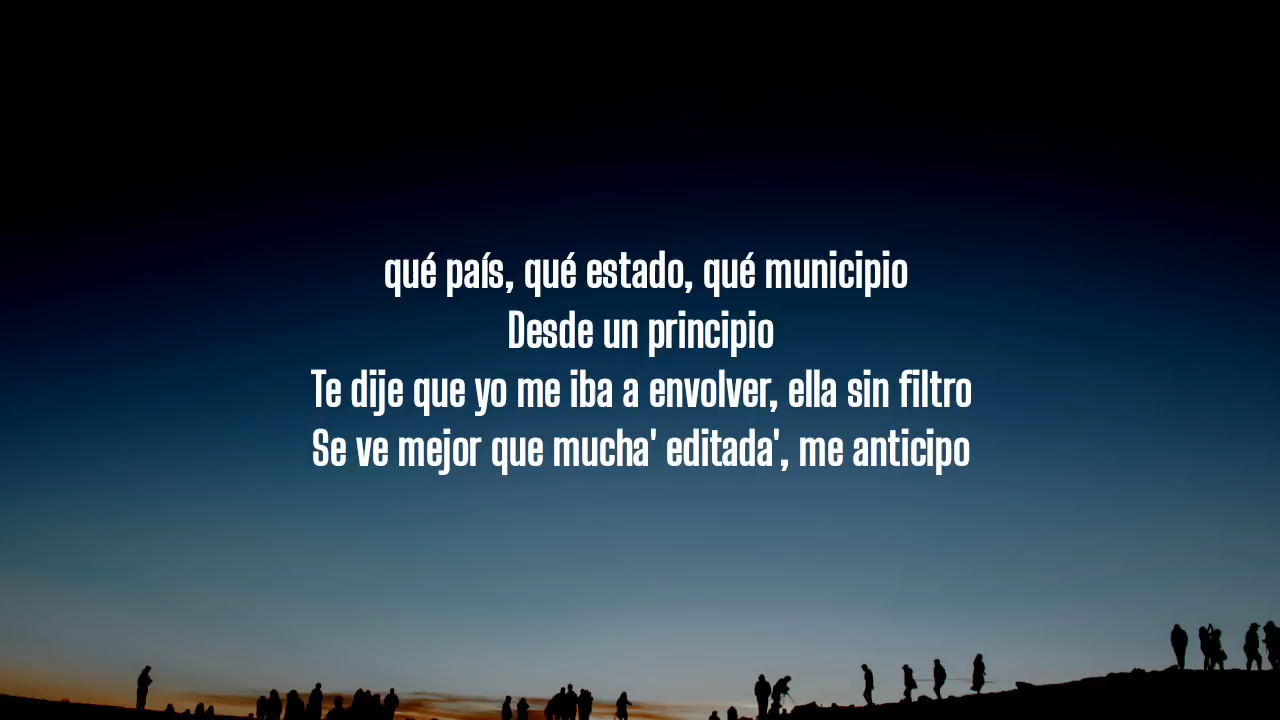 qué país, qué estado, qué municipio
Desde un principio
Te dije que yo me iba a envolver, ella sin filtro
Se ve mejor que mucha' editada', me anticipo